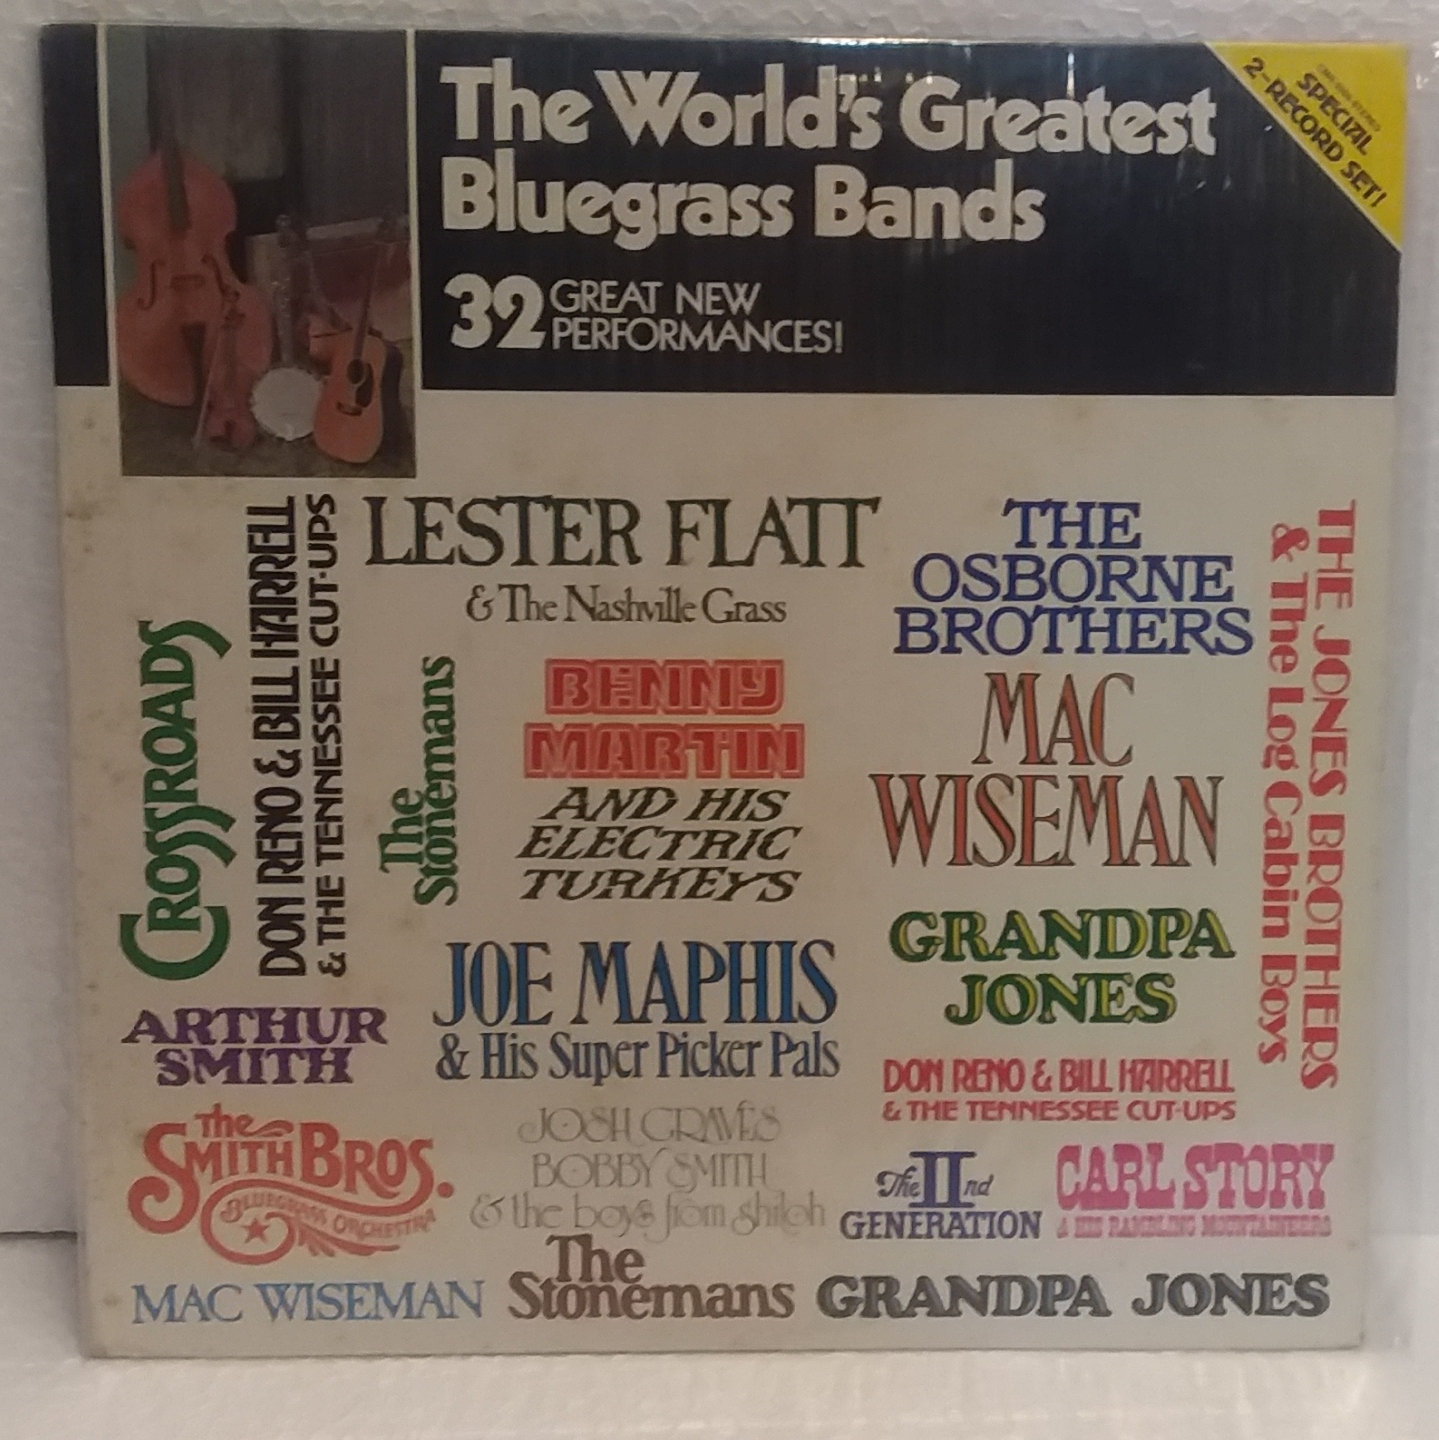 The World's Greatest
Bluegrass Bands
32 GREAT NEW
PERFORMANCES!
SPECIAL
2-RECORD SET!
LESTER FLATT
& The Nashville Grass
THE
OSBORNE
BROTHERS
THE JONES BROTHERS
& The Log Cabin Boys
CROSSROADS
DON RENO & BILL HARRELL
& THE TENNESSEE CUT-UPS
The
Stonemans
BENNY
MARTIN
AND HIS
ELECTRIC
TURKEYS
MAC
WISEMAN
GRANDPA
JONES
JOE MAPHIS
& His Super Picker Pals
ARTHUR
SMITH
DON RENO & BILL HARRELL
& THE TENNESSEE CUT-UPS
The
SMITH BROS.
BLUEGRASS ORCHESTRA
JOSH GRAVES
BOBBY SMITH
& the boys from shiloh
The IInd
GENERATION
CARL STORY
& HIS RAMBLING MOUNTAINEERS
MAC WISEMAN
The
Stonemans
GRANDPA JONES